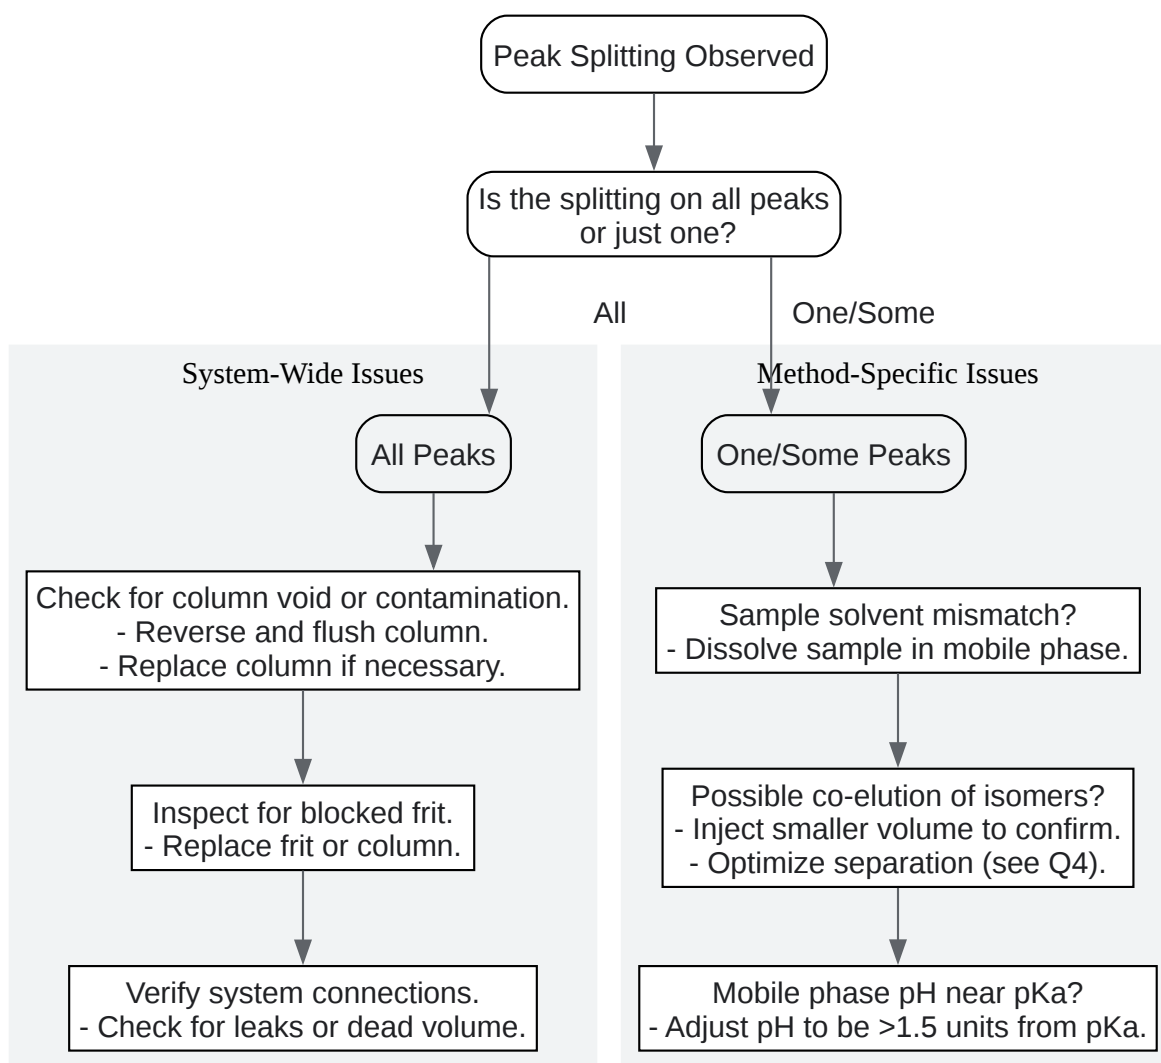 Peak Splitting Observed
Is the splitting on all peaks
or just one?
All
One/Some
System-Wide Issues
All Peaks
Check for column void or contamination.
- Reverse and flush column.
- Replace column if necessary.
Inspect for blocked frit.
- Replace frit or column.
Verify system connections.
- Check for leaks or dead volume.
Method-Specific Issues
One/Some Peaks
Sample solvent mismatch?
- Dissolve sample in mobile phase.
Possible co-elution of isomers?
- Inject smaller volume to confirm.
- Optimize separation (see Q4).
Mobile phase pH near pKa?
- Adjust pH to be >1.5 units from pKa.